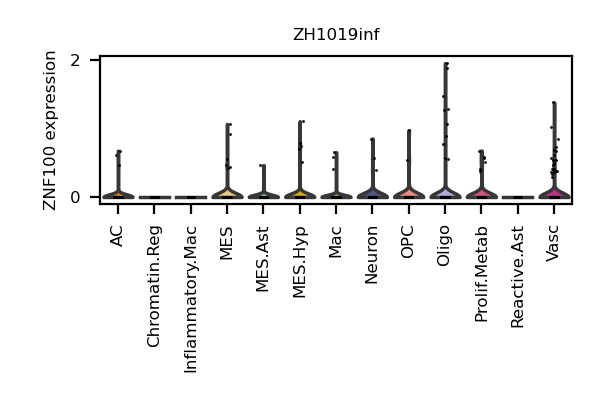 ZH1019inf
ZNF100 expression
2
0
AC
Chromatin.Reg
Inflammatory.Mac
MES
MES.Ast
MES.Hyp
Mac
Neuron
OPC
Oligo
Prolif.Metab
Reactive.Ast
Vasc